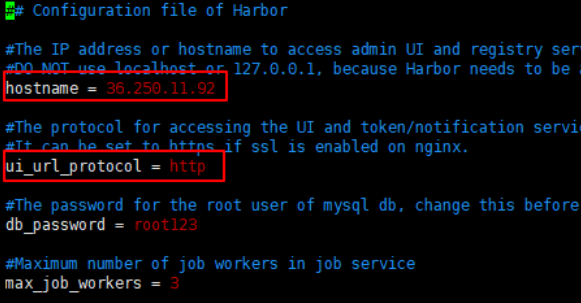 ## Configuration file of Harbor
#The IP address or hostname to access admin UI and registry ser
#DO NOT use localhost or 127.0.0.1, because Harbor needs to be
hostname = 36.250.11.92
#The protocol for accessing the UI and token/notification servi
#It can be set to https if ssl is enabled on nginx.
ui_url_protocol = http
#The password for the root user of mysql db, change this before
db_password = root123
#Maximum number of job workers in job service
max_job_workers = 3